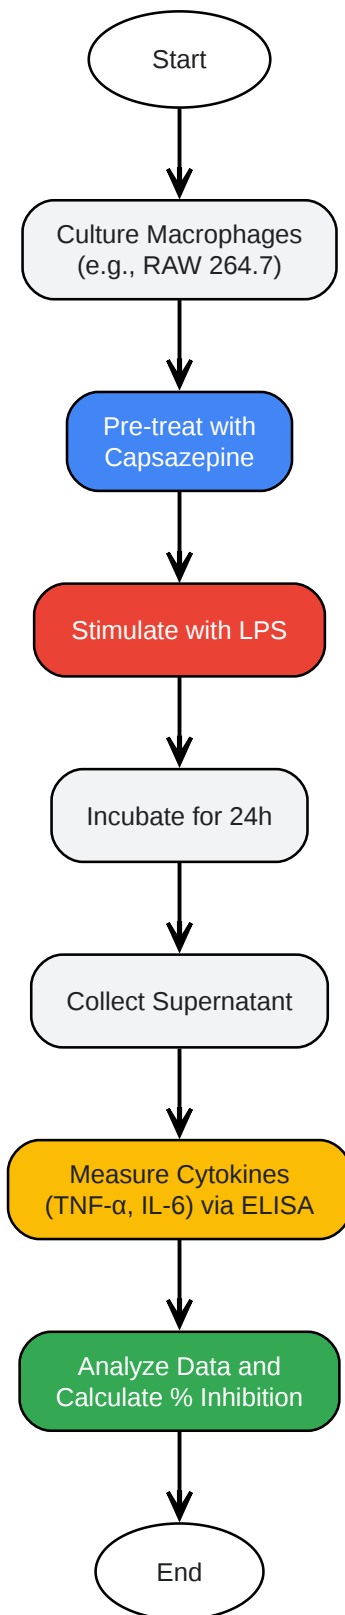 Start
Culture Macrophages
(e.g., RAW 264.7)
Pre-treat with
Capsazepine
Stimulate with LPS
Incubate for 24h
Collect Supernatant
Measure Cytokines
(TNF-α, IL-6) via ELISA
Analyze Data and
Calculate % Inhibition
End